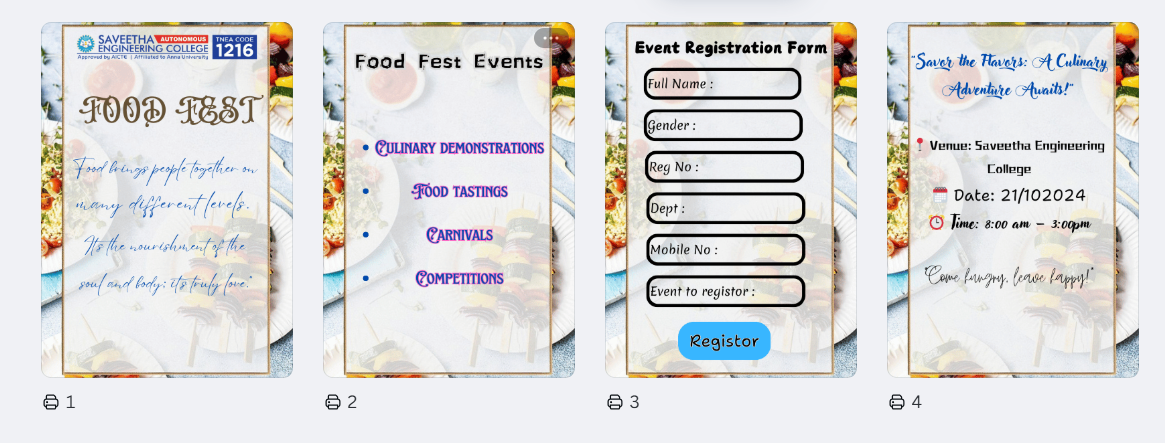 SAVEETHA AUTONOMOUS
ENGINEERING COLLEGE
Approved by AICTE | Affiliated to Anna University
TNEA CODE
1216
FOOD FEST
Food brings people together on
many different levels.
It's the nourishment of the
soul and body; it's truly love."
1
Food Fest Events
• Culinary demonstrations
• Food tastings
• Carnivals
• Competitions
2
Event Registration Form
Full Name :
Gender :
Reg No :
Dept :
Mobile No :
Event to registor :
Registor
3
"Savor the Flavors: A Culinary
Adventure Awaits!"
Venue: Saveetha Engineering
College
Date: 21/102024
Time: 8:00 am - 3:00pm
"Come hungry, leave happy!"
4